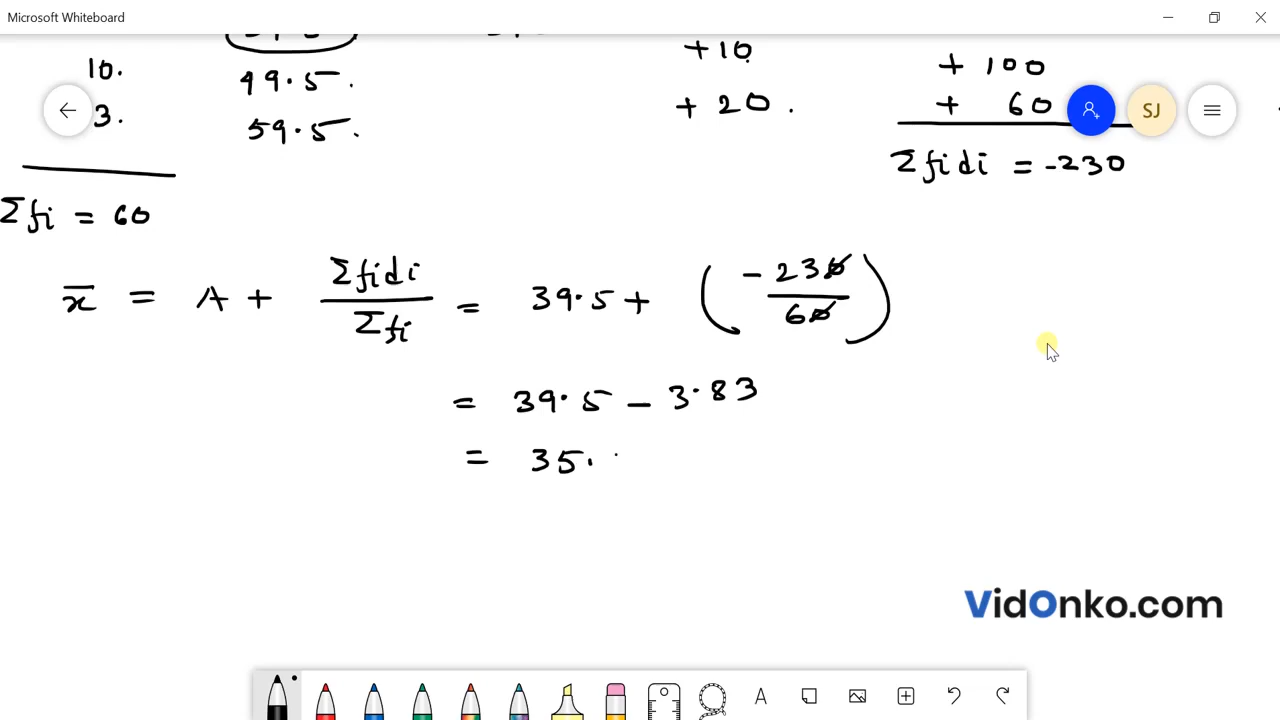 Microsoft Whiteboard
+10
10.
49.5.
+ 100
3.
59.5.
+ 20.
+ 60
SJ
Σfidi = -230
Σfi = 60
x̄ = A + Σfidi / Σfi = 39.5 + (-230 / 60)
= 39.5 - 3.83
= 35.
VidOnko.com
A